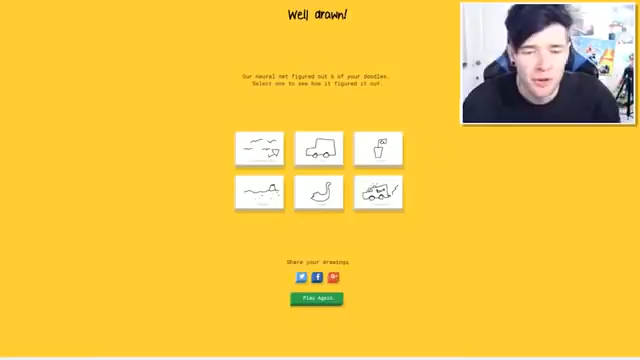 Well drawn!
Our neural net figured out 6 of your doodles.
Select one to see how it figured it out.
Share your drawings
Play Again